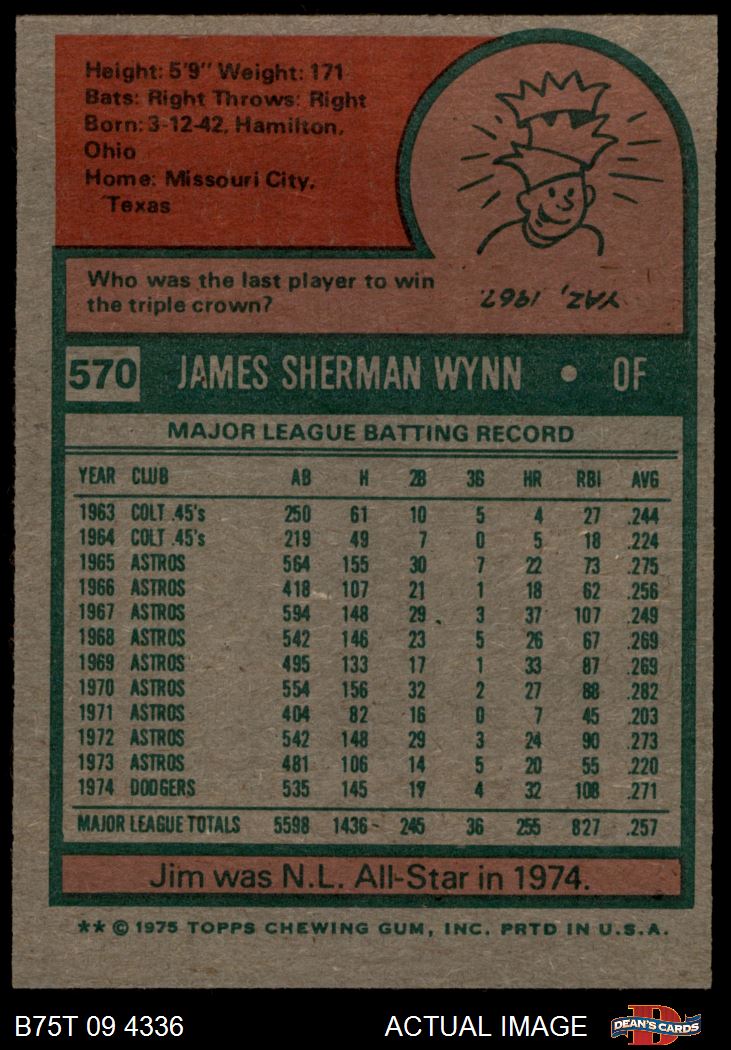 Height: 5'9" Weight: 171
Bats: Right Throws: Right
Born: 3-12-42, Hamilton,
Ohio
Home: Missouri City,
Texas
Who was the last player to win
the triple crown?
YAZ, 1967.
570 JAMES SHERMAN WYNN • OF
MAJOR LEAGUE BATTING RECORD
YEAR CLUB AB H 2B 3B HR RBI AVG
1963 COLT .45's 250 61 10 5 4 27 .244
1964 COLT .45's 219 49 7 0 5 18 .224
1965 ASTROS 564 155 30 7 22 73 .275
1966 ASTROS 418 107 21 1 18 62 .256
1967 ASTROS 594 148 29 3 37 107 .249
1968 ASTROS 542 146 23 5 26 67 .269
1969 ASTROS 495 133 17 1 33 87 .269
1970 ASTROS 554 156 32 2 27 88 .282
1971 ASTROS 404 82 16 0 7 45 .203
1972 ASTROS 542 148 29 3 24 90 .273
1973 ASTROS 481 106 14 5 20 55 .220
1974 DODGERS 535 145 17 4 32 108 .271
MAJOR LEAGUE TOTALS 5598 1436 245 36 255 827 .257
Jim was N.L. All-Star in 1974.
** © 1975 TOPPS CHEWING GUM, INC. PRTD IN U.S.A.
B75T 09 4336 ACTUAL IMAGE D DEAN'S CARDS